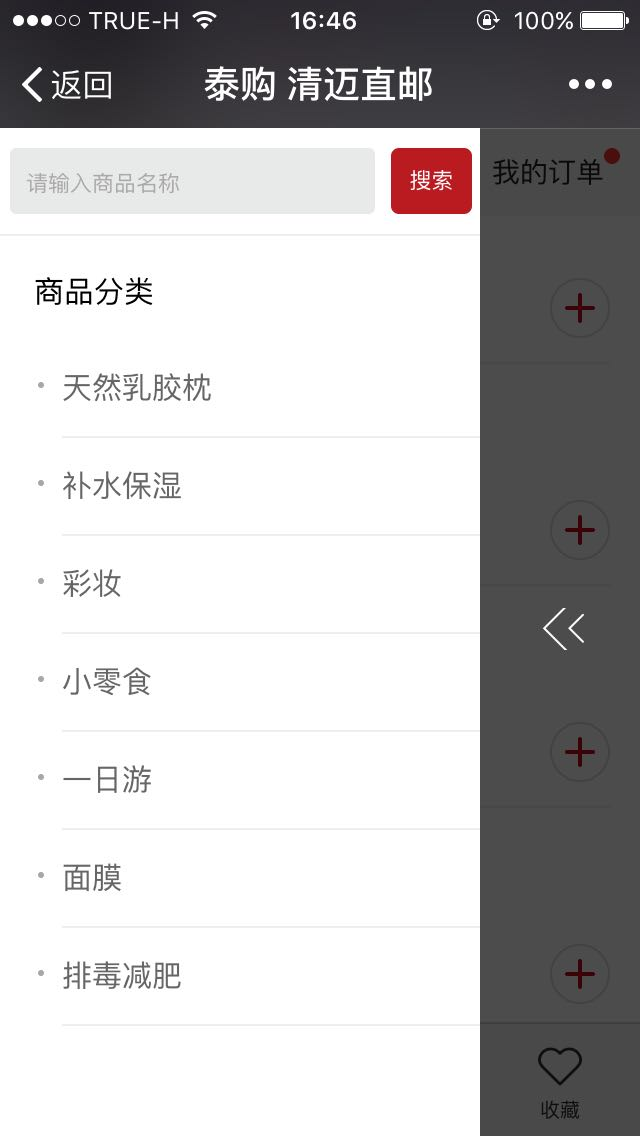 TRUE-H 16:46 100%
返回 泰购 清迈直邮
请输入商品名称 搜索 我的订单
商品分类
天然乳胶枕
补水保湿
彩妆
小零食
一日游
面膜
排毒减肥
收藏